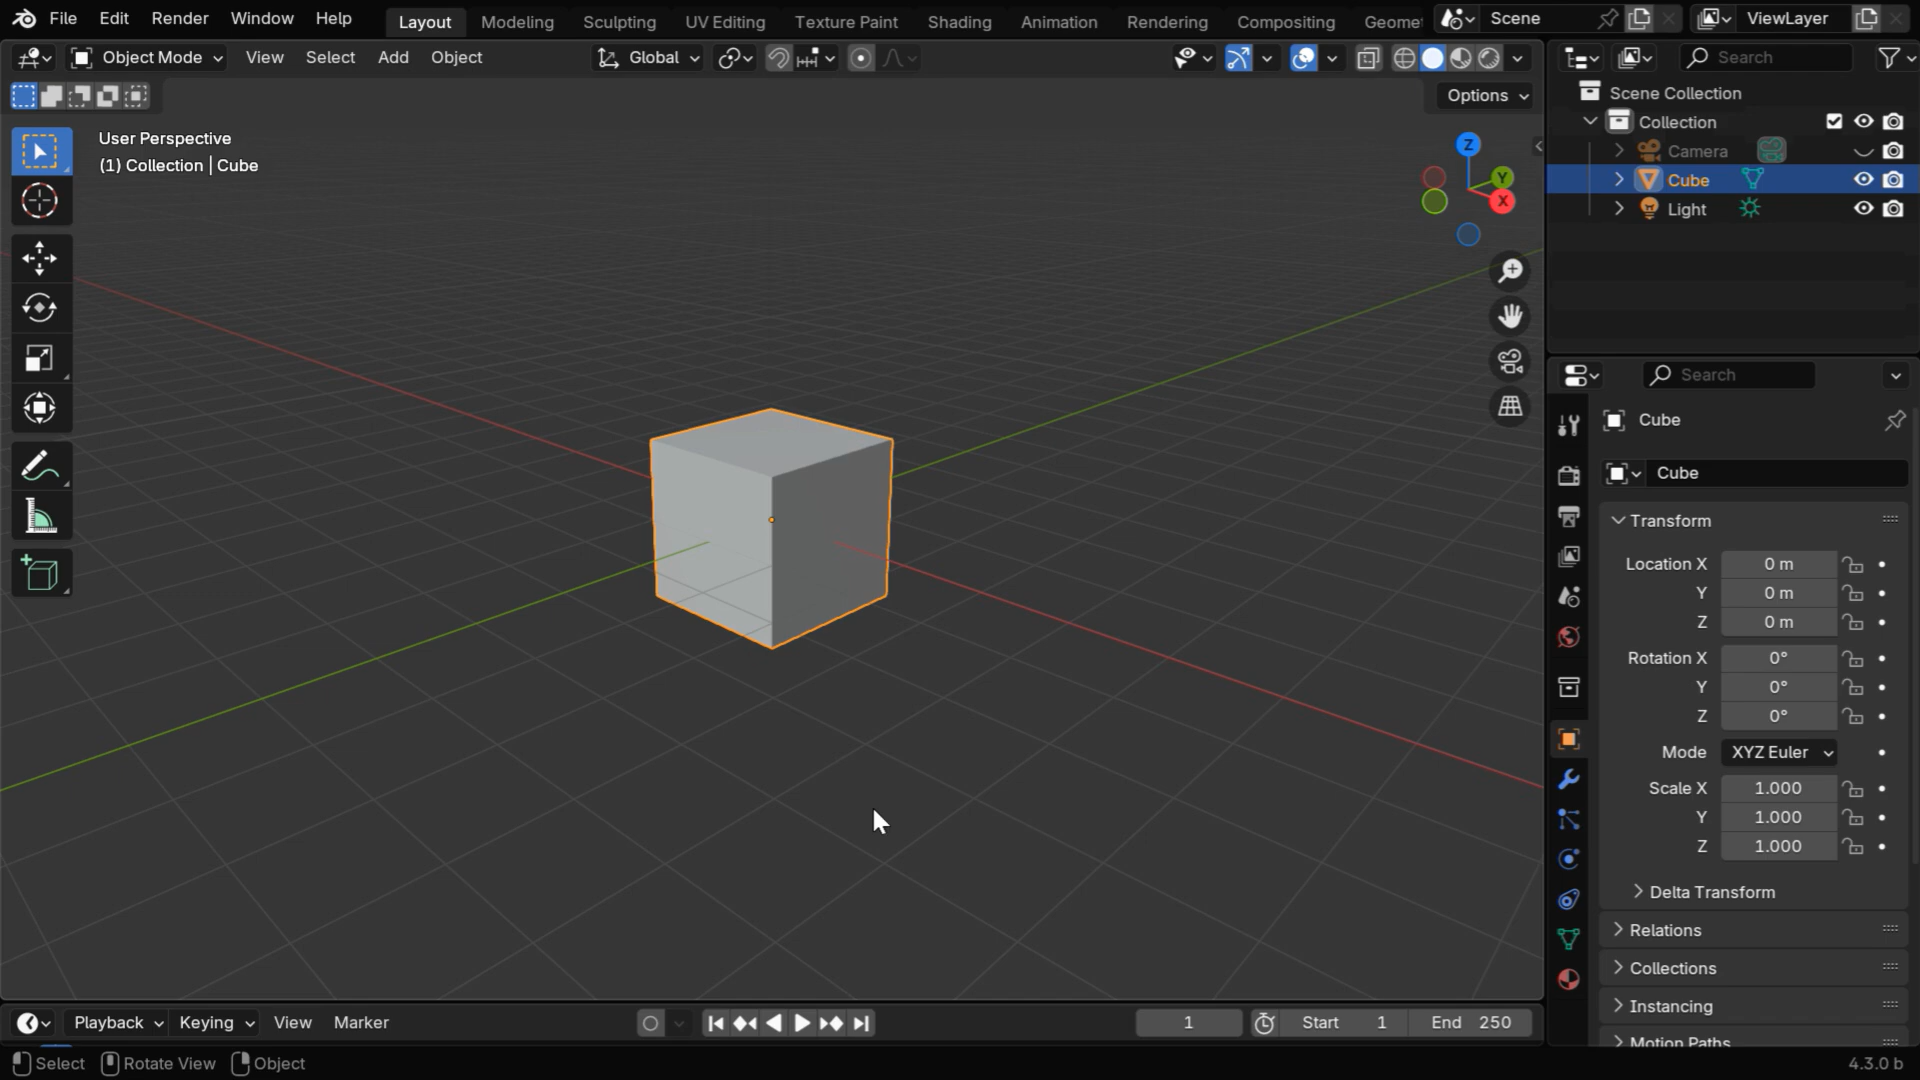 File Edit Render Window Help
Layout Modeling Sculpting UV Editing Texture Paint Shading Animation Rendering Compositing Geomet
Scene
ViewLayer
Object Mode View Select Add Object
Global
Options
User Perspective
(1) Collection | Cube
Z
Y
X
Search
Scene Collection
Collection
Camera
Cube
Light
Search
Cube
Cube
Transform
Location X 0 m
Y 0 m
Z 0 m
Rotation X 0°
Y 0°
Z 0°
Mode XYZ Euler
Scale X 1.000
Y 1.000
Z 1.000
Delta Transform
Relations
Collections
Instancing
Motion Paths
Playback Keying View Marker
1
Start 1
End 250
Select Rotate View Object
4.3.0 b